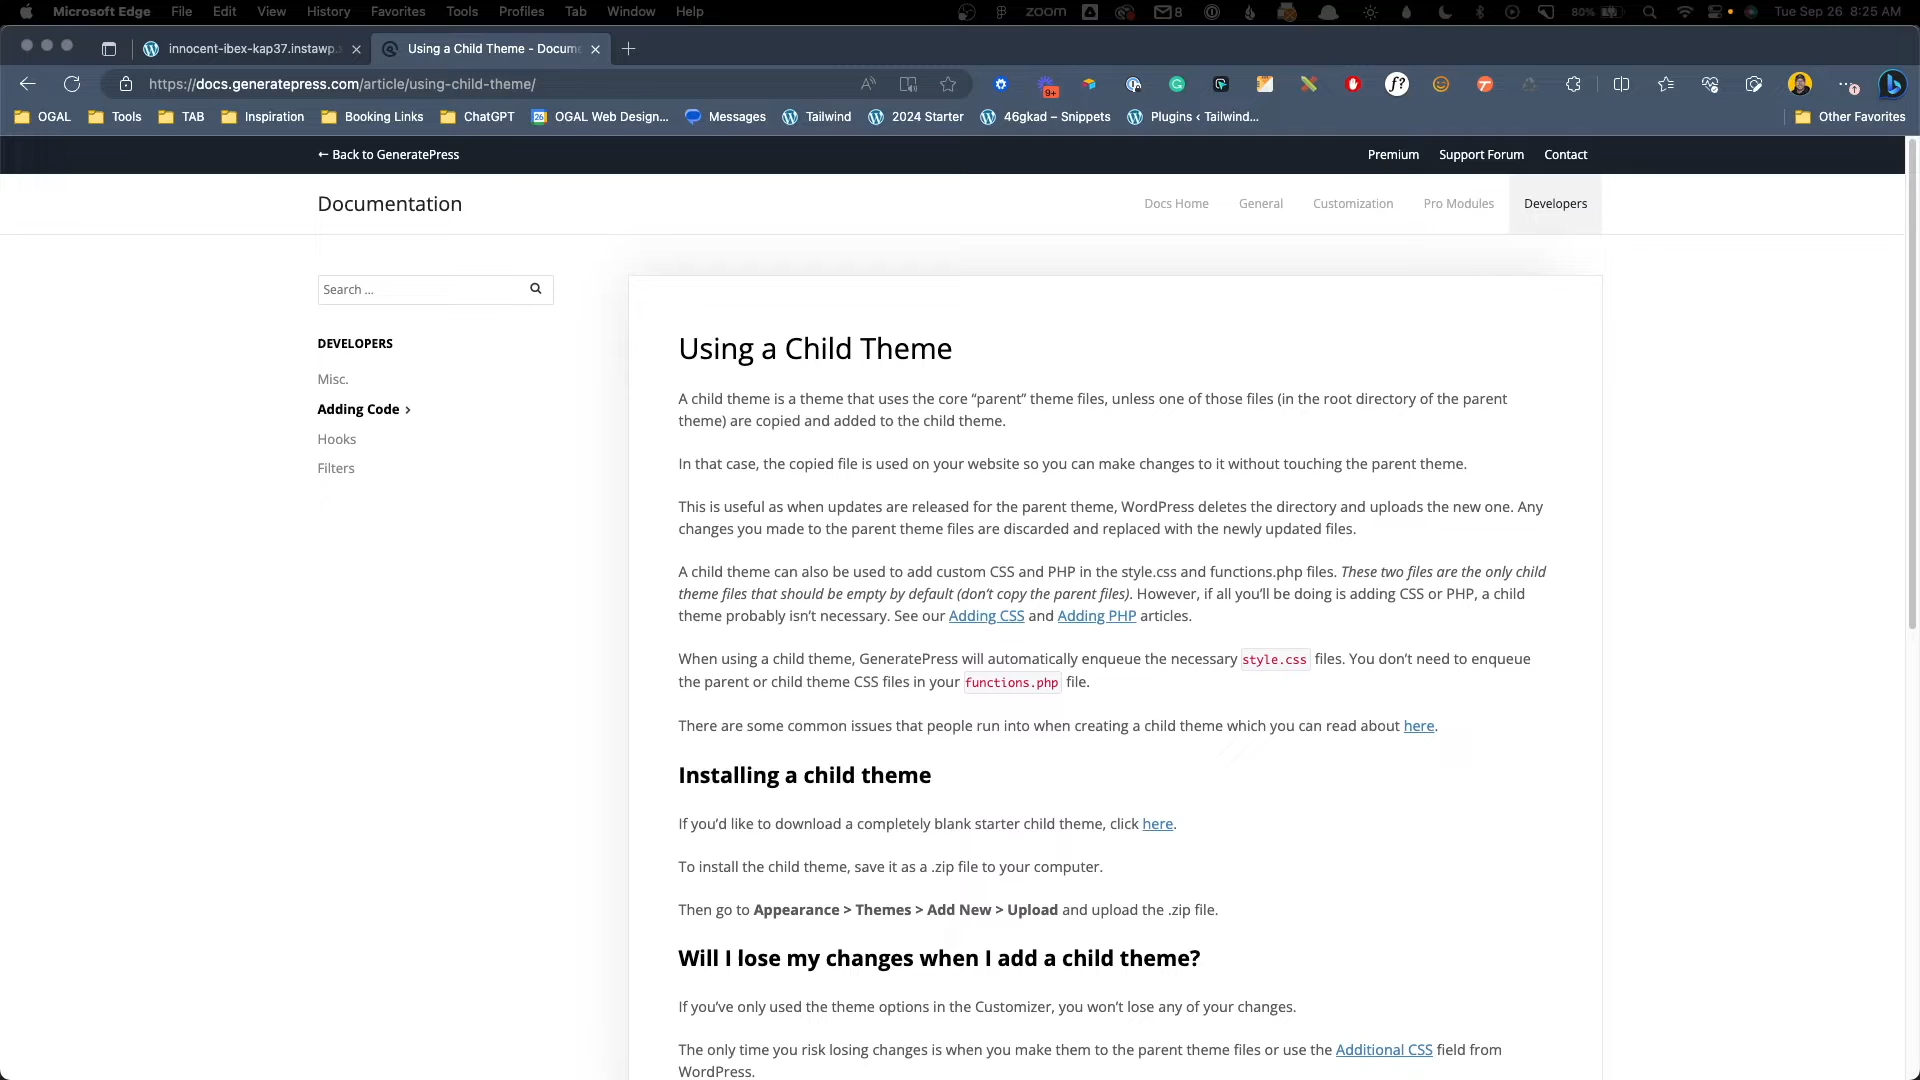 Microsoft Edge File Edit View History Favorites Tools Profiles Tab Window Help zoom 8 80% Tue Sep 26 8:25 AM
innocent-ibex-kap37.instawp. Using a Child Theme - Docum
https://docs.generatepress.com/article/using-child-theme/ 9+ f?
OGAL Tools TAB Inspiration Booking Links ChatGPT 26 OGAL Web Design... Messages Tailwind 2024 Starter 46gkad – Snippets Plugins ‹ Tailwind... Other Favorites
← Back to GeneratePress Premium Support Forum Contact
Documentation Docs Home General Customization Pro Modules Developers
Search ...
DEVELOPERS
Misc.
Adding Code ›
Hooks
Filters
Using a Child Theme
A child theme is a theme that uses the core “parent” theme files, unless one of those files (in the root directory of the parent
theme) are copied and added to the child theme.
In that case, the copied file is used on your website so you can make changes to it without touching the parent theme.
This is useful as when updates are released for the parent theme, WordPress deletes the directory and uploads the new one. Any
changes you made to the parent theme files are discarded and replaced with the newly updated files.
A child theme can also be used to add custom CSS and PHP in the style.css and functions.php files. These two files are the only child
theme files that should be empty by default (don’t copy the parent files). However, if all you’ll be doing is adding CSS or PHP, a child
theme probably isn’t necessary. See our Adding CSS and Adding PHP articles.
When using a child theme, GeneratePress will automatically enqueue the necessary style.css files. You don’t need to enqueue
the parent or child theme CSS files in your functions.php file.
There are some common issues that people run into when creating a child theme which you can read about here.
Installing a child theme
If you’d like to download a completely blank starter child theme, click here.
To install the child theme, save it as a .zip file to your computer.
Then go to Appearance > Themes > Add New > Upload and upload the .zip file.
Will I lose my changes when I add a child theme?
If you’ve only used the theme options in the Customizer, you won’t lose any of your changes.
The only time you risk losing changes is when you make them to the parent theme files or use the Additional CSS field from
WordPress.